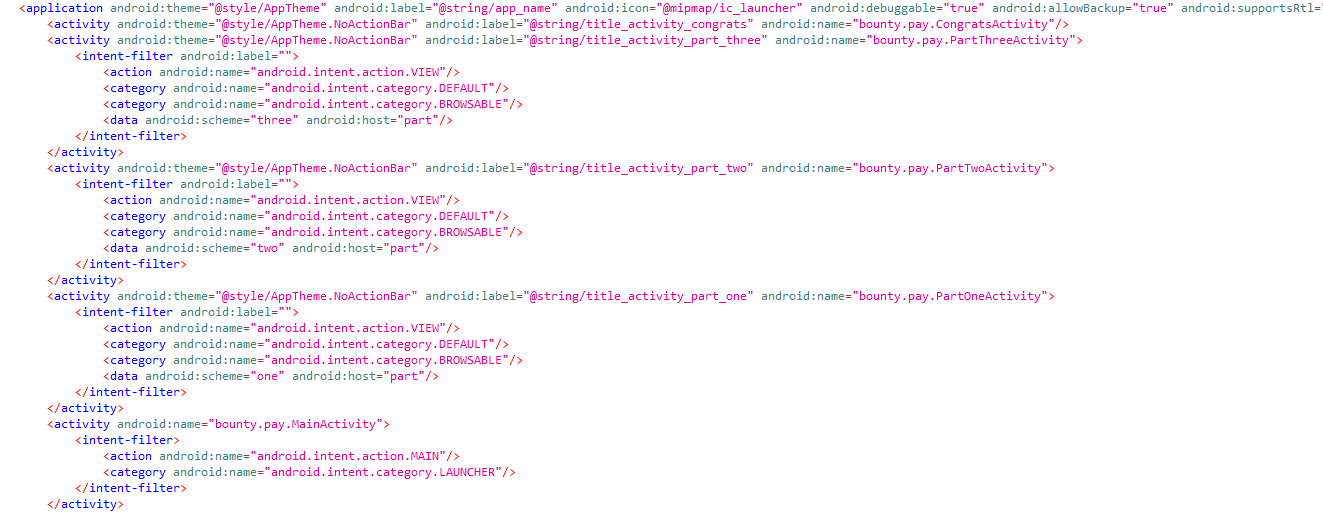 <application android:theme="@style/AppTheme" android:label="@string/app_name" android:icon="@mipmap/ic_launcher" android:debuggable="true" android:allowBackup="true" android:supportsRtl="
<activity android:theme="@style/AppTheme.NoActionBar" android:label="@string/title_activity_congrats" android:name="bounty.pay.CongratsActivity"/>
<activity android:theme="@style/AppTheme.NoActionBar" android:label="@string/title_activity_part_three" android:name="bounty.pay.PartThreeActivity">
<intent-filter android:label="">
<action android:name="android.intent.action.VIEW"/>
<category android:name="android.intent.category.DEFAULT"/>
<category android:name="android.intent.category.BROWSABLE"/>
<data android:scheme="three" android:host="part"/>
</intent-filter>
</activity>
<activity android:theme="@style/AppTheme.NoActionBar" android:label="@string/title_activity_part_two" android:name="bounty.pay.PartTwoActivity">
<intent-filter android:label="">
<action android:name="android.intent.action.VIEW"/>
<category android:name="android.intent.category.DEFAULT"/>
<category android:name="android.intent.category.BROWSABLE"/>
<data android:scheme="two" android:host="part"/>
</intent-filter>
</activity>
<activity android:theme="@style/AppTheme.NoActionBar" android:label="@string/title_activity_part_one" android:name="bounty.pay.PartOneActivity">
<intent-filter android:label="">
<action android:name="android.intent.action.VIEW"/>
<category android:name="android.intent.category.DEFAULT"/>
<category android:name="android.intent.category.BROWSABLE"/>
<data android:scheme="one" android:host="part"/>
</intent-filter>
</activity>
<activity android:name="bounty.pay.MainActivity">
<intent-filter>
<action android:name="android.intent.action.MAIN"/>
<category android:name="android.intent.category.LAUNCHER"/>
</intent-filter>
</activity>